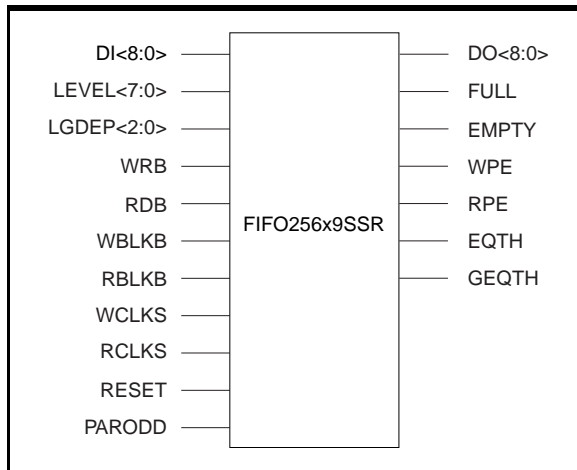 DI<8:0>
LEVEL<7:0>
LGDEP<2:0>
WRB
RDB
WBLKB
RBLKB
WCLKS
RCLKS
RESET
PARODD
FIFO256x9SSR
DO<8:0>
FULL
EMPTY
WPE
RPE
EQTH
GEQTH